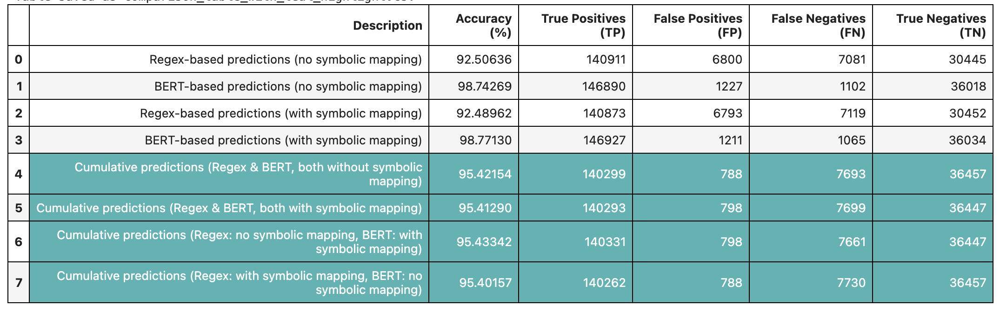 Description Accuracy (%) True Positives (TP) False Positives (FP) False Negatives (FN) True Negatives (TN)
0 Regex-based predictions (no symbolic mapping) 92.50636 140911 6800 7081 30445
1 BERT-based predictions (no symbolic mapping) 98.74269 146890 1227 1102 36018
2 Regex-based predictions (with symbolic mapping) 92.48962 140873 6793 7119 30452
3 BERT-based predictions (with symbolic mapping) 98.77130 146927 1211 1065 36034
4 Cumulative predictions (Regex & BERT, both without symbolic mapping) 95.42154 140299 788 7693 36457
5 Cumulative predictions (Regex & BERT, both with symbolic mapping) 95.41290 140293 798 7699 36447
6 Cumulative predictions (Regex: no symbolic mapping, BERT: with symbolic mapping) 95.43342 140331 798 7661 36447
7 Cumulative predictions (Regex: with symbolic mapping, BERT: no symbolic mapping) 95.40157 140262 788 7730 36457